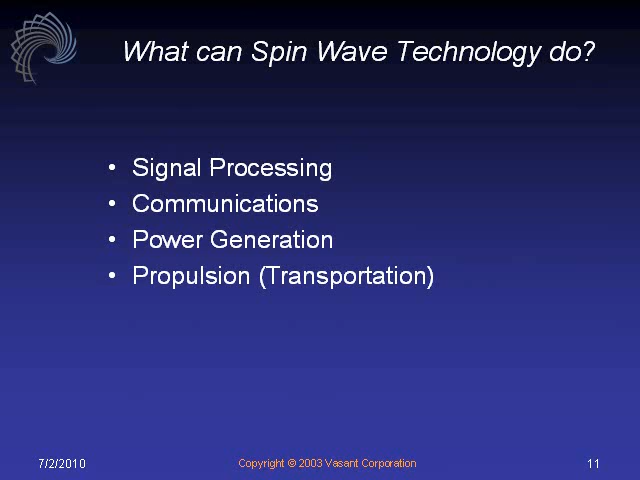 What can Spin Wave Technology do?
• Signal Processing
• Communications
• Power Generation
• Propulsion (Transportation)
7/2/2010
Copyright © 2003 Vasant Corporation
11